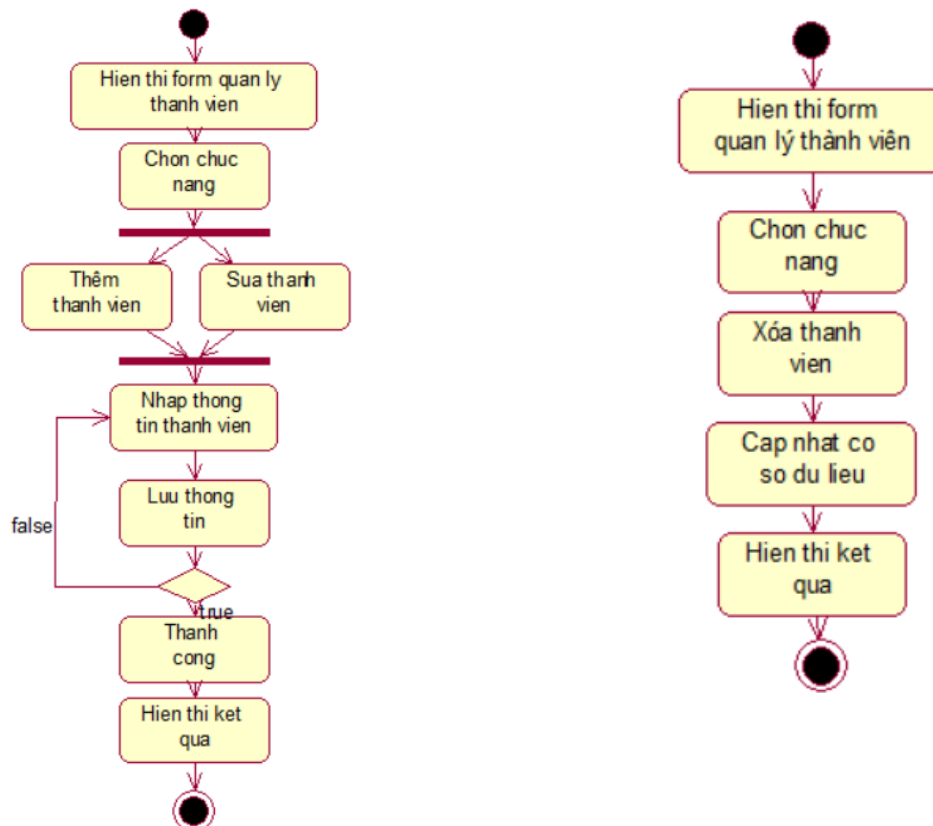 Hien thi form quan ly
thanh vien
Chon chuc
nang
Thêm
thanh vien
Sua thanh
vien
Nhap thong
tin thanh vien
Luu thong
tin
false
true
Thanh
cong
Hien thi ket
qua
Hien thi form
quan lý thành viên
Chon chuc
nang
Xóa thanh
vien
Cap nhat co
so du lieu
Hien thi ket
qua